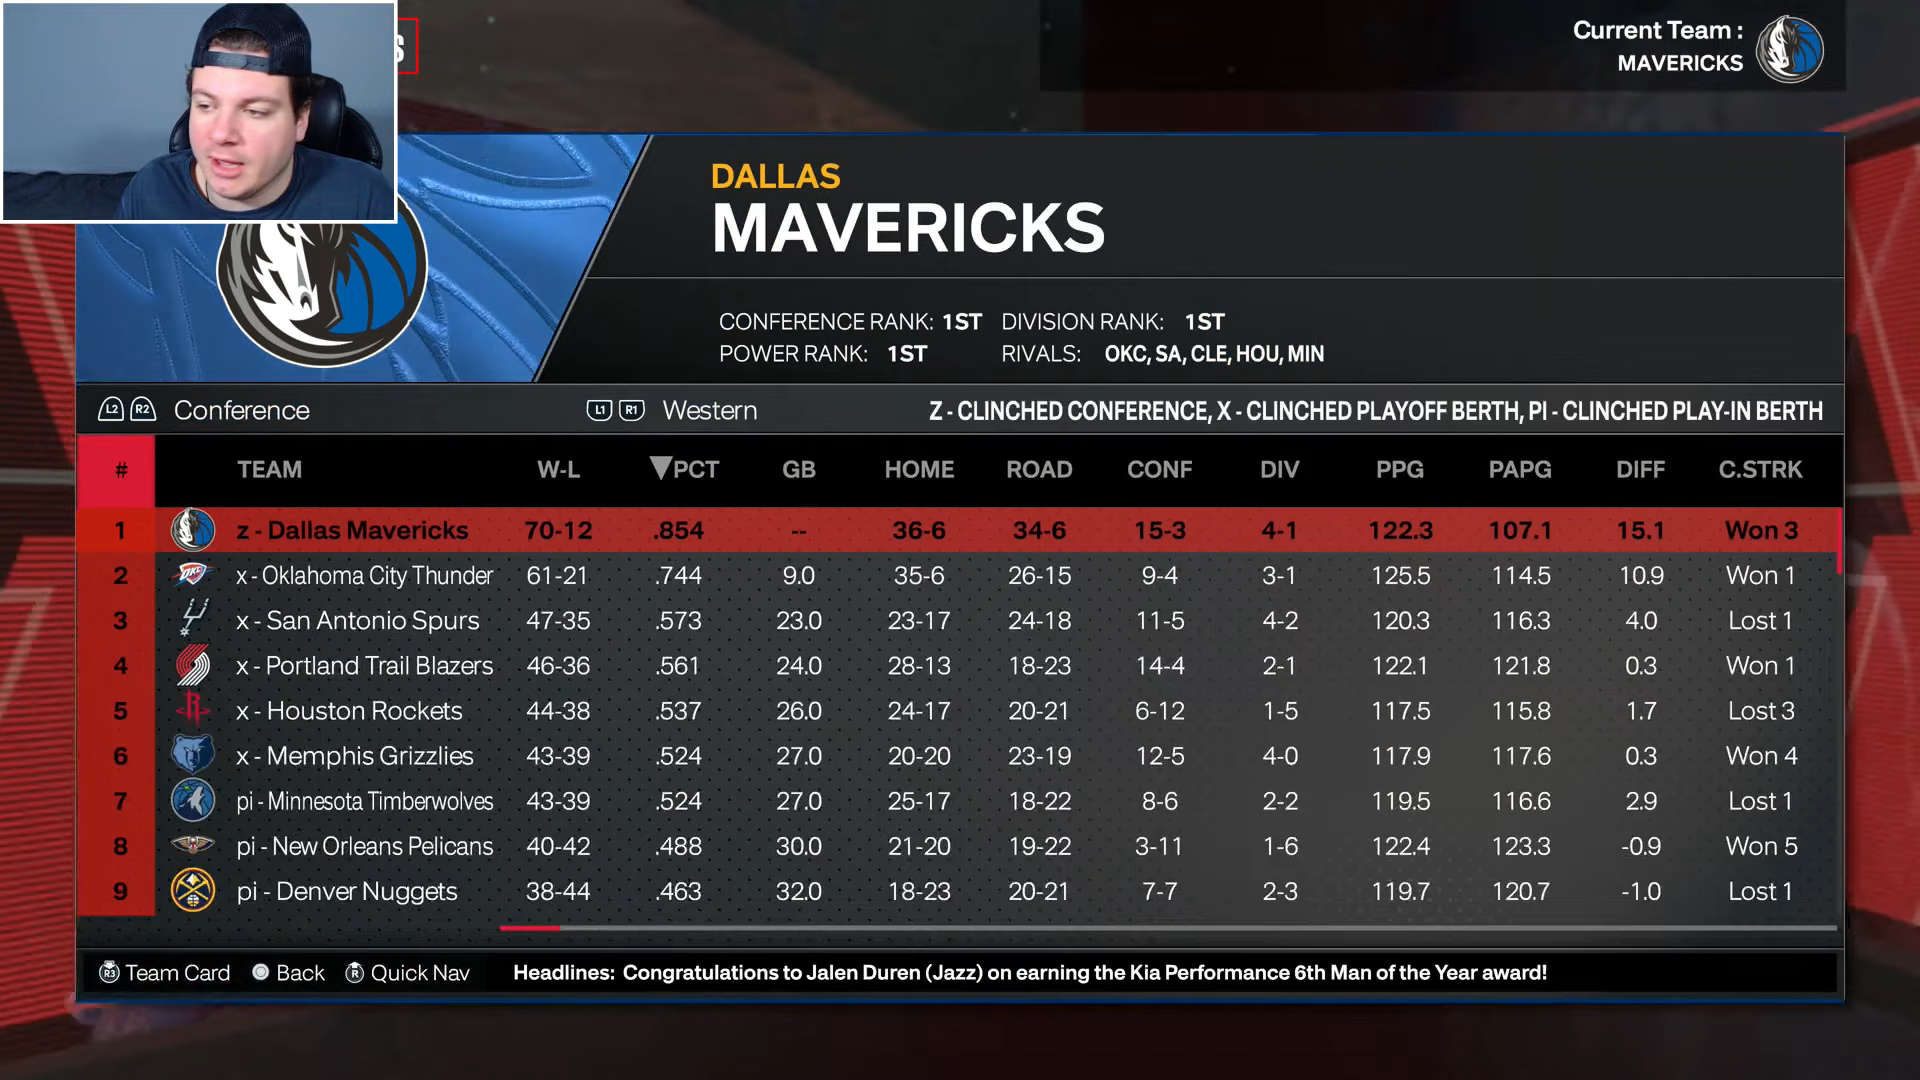 S
Current Team :
MAVERICKS
DALLAS
MAVERICKS
CONFERENCE RANK: 1ST DIVISION RANK: 1ST
POWER RANK: 1ST RIVALS: OKC, SA, CLE, HOU, MIN
L2 R2 Conference L1 R1 Western Z - CLINCHED CONFERENCE, X - CLINCHED PLAYOFF BERTH, PI - CLINCHED PLAY-IN BERTH
# TEAM W-L ▼PCT GB HOME ROAD CONF DIV PPG PAPG DIFF C.STRK
1 z - Dallas Mavericks 70-12 .854 -- 36-6 34-6 15-3 4-1 122.3 107.1 15.1 Won 3
2 OKC x - Oklahoma City Thunder 61-21 .744 9.0 35-6 26-15 9-4 3-1 125.5 114.5 10.9 Won 1
3 x - San Antonio Spurs 47-35 .573 23.0 23-17 24-18 11-5 4-2 120.3 116.3 4.0 Lost 1
4 x - Portland Trail Blazers 46-36 .561 24.0 28-13 18-23 14-4 2-1 122.1 121.8 0.3 Won 1
5 x - Houston Rockets 44-38 .537 26.0 24-17 20-21 6-12 1-5 117.5 115.8 1.7 Lost 3
6 x - Memphis Grizzlies 43-39 .524 27.0 20-20 23-19 12-5 4-0 117.9 117.6 0.3 Won 4
7 pi - Minnesota Timberwolves 43-39 .524 27.0 25-17 18-22 8-6 2-2 119.5 116.6 2.9 Lost 1
8 pi - New Orleans Pelicans 40-42 .488 30.0 21-20 19-22 3-11 1-6 122.4 123.3 -0.9 Won 5
9 pi - Denver Nuggets 38-44 .463 32.0 18-23 20-21 7-7 2-3 119.7 120.7 -1.0 Lost 1
R3 Team Card Back R Quick Nav Headlines: Congratulations to Jalen Duren (Jazz) on earning the Kia Performance 6th Man of the Year award!